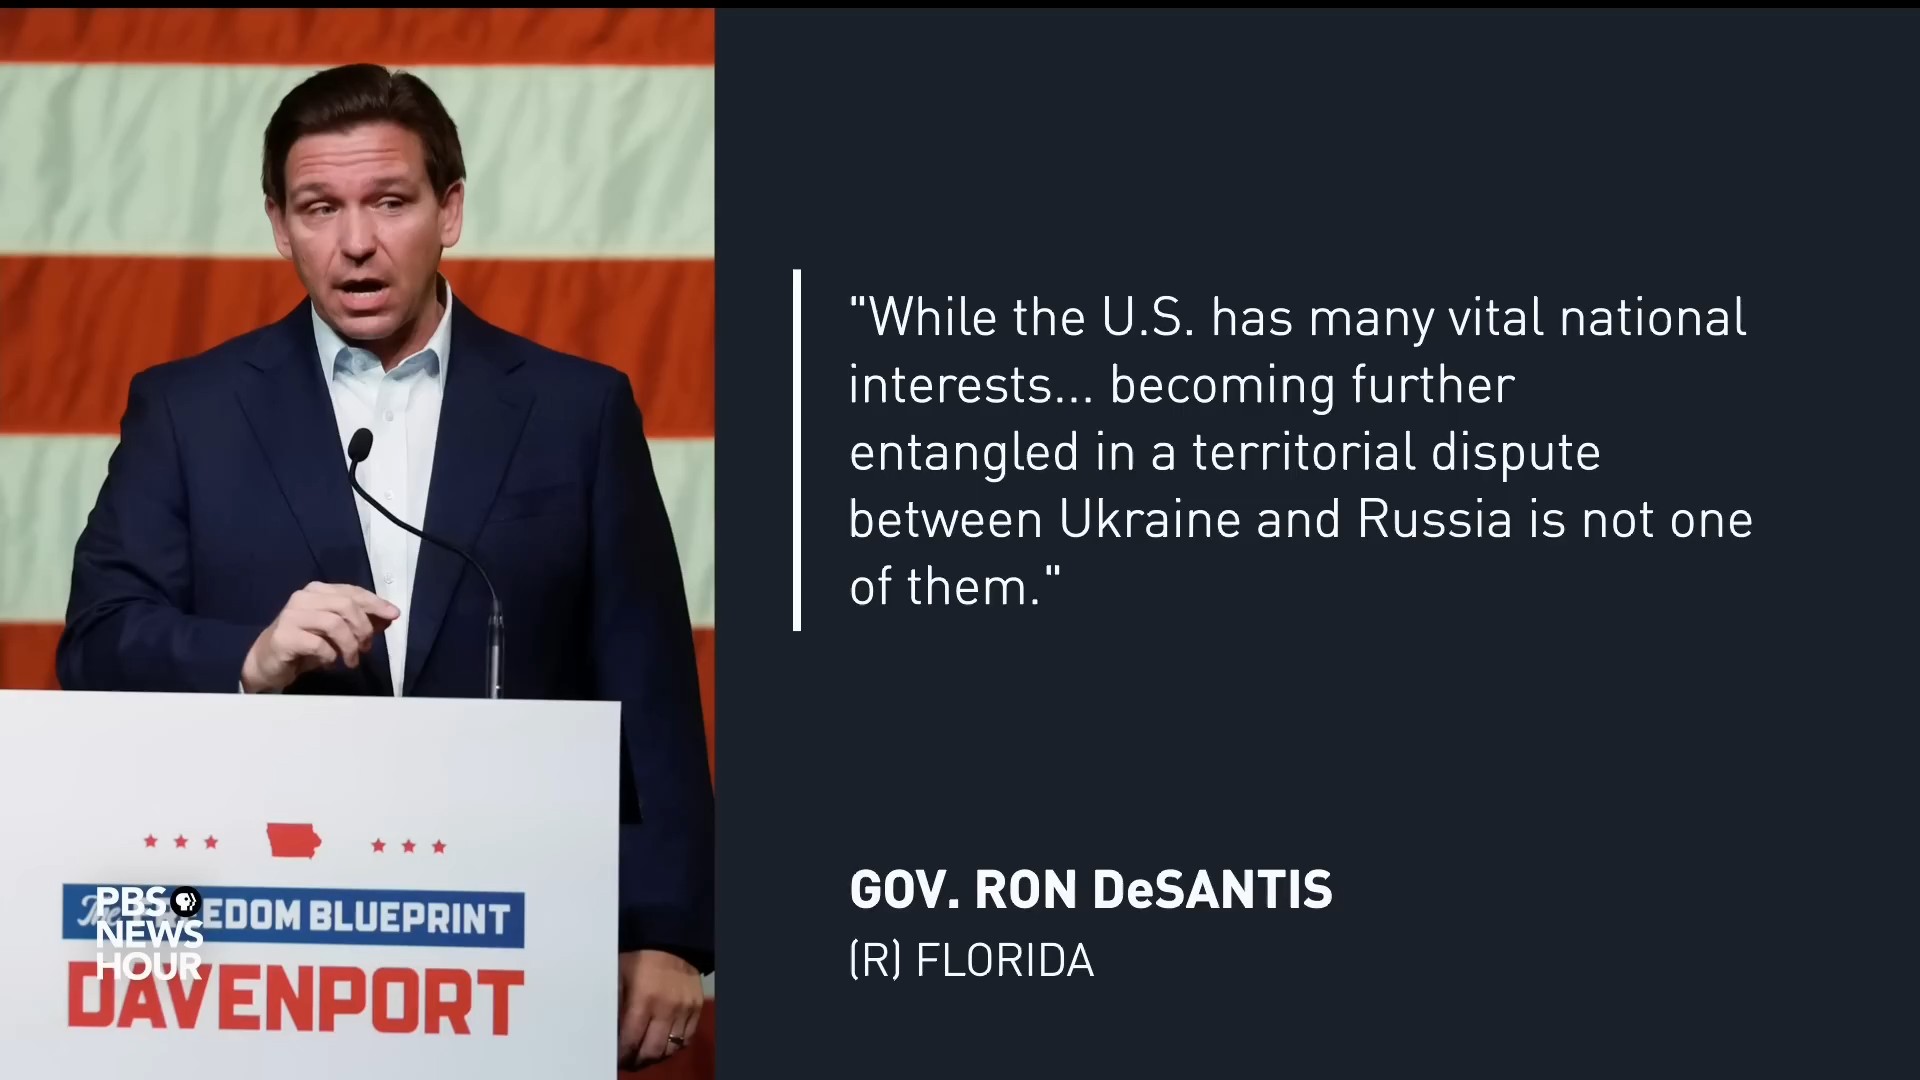 "While the U.S. has many vital national
interests... becoming further
entangled in a territorial dispute
between Ukraine and Russia is not one
of them."
GOV. RON DeSANTIS
(R) FLORIDA
The EDOM BLUEPRINT
DAVENPORT
PBS
NEWS
HOUR